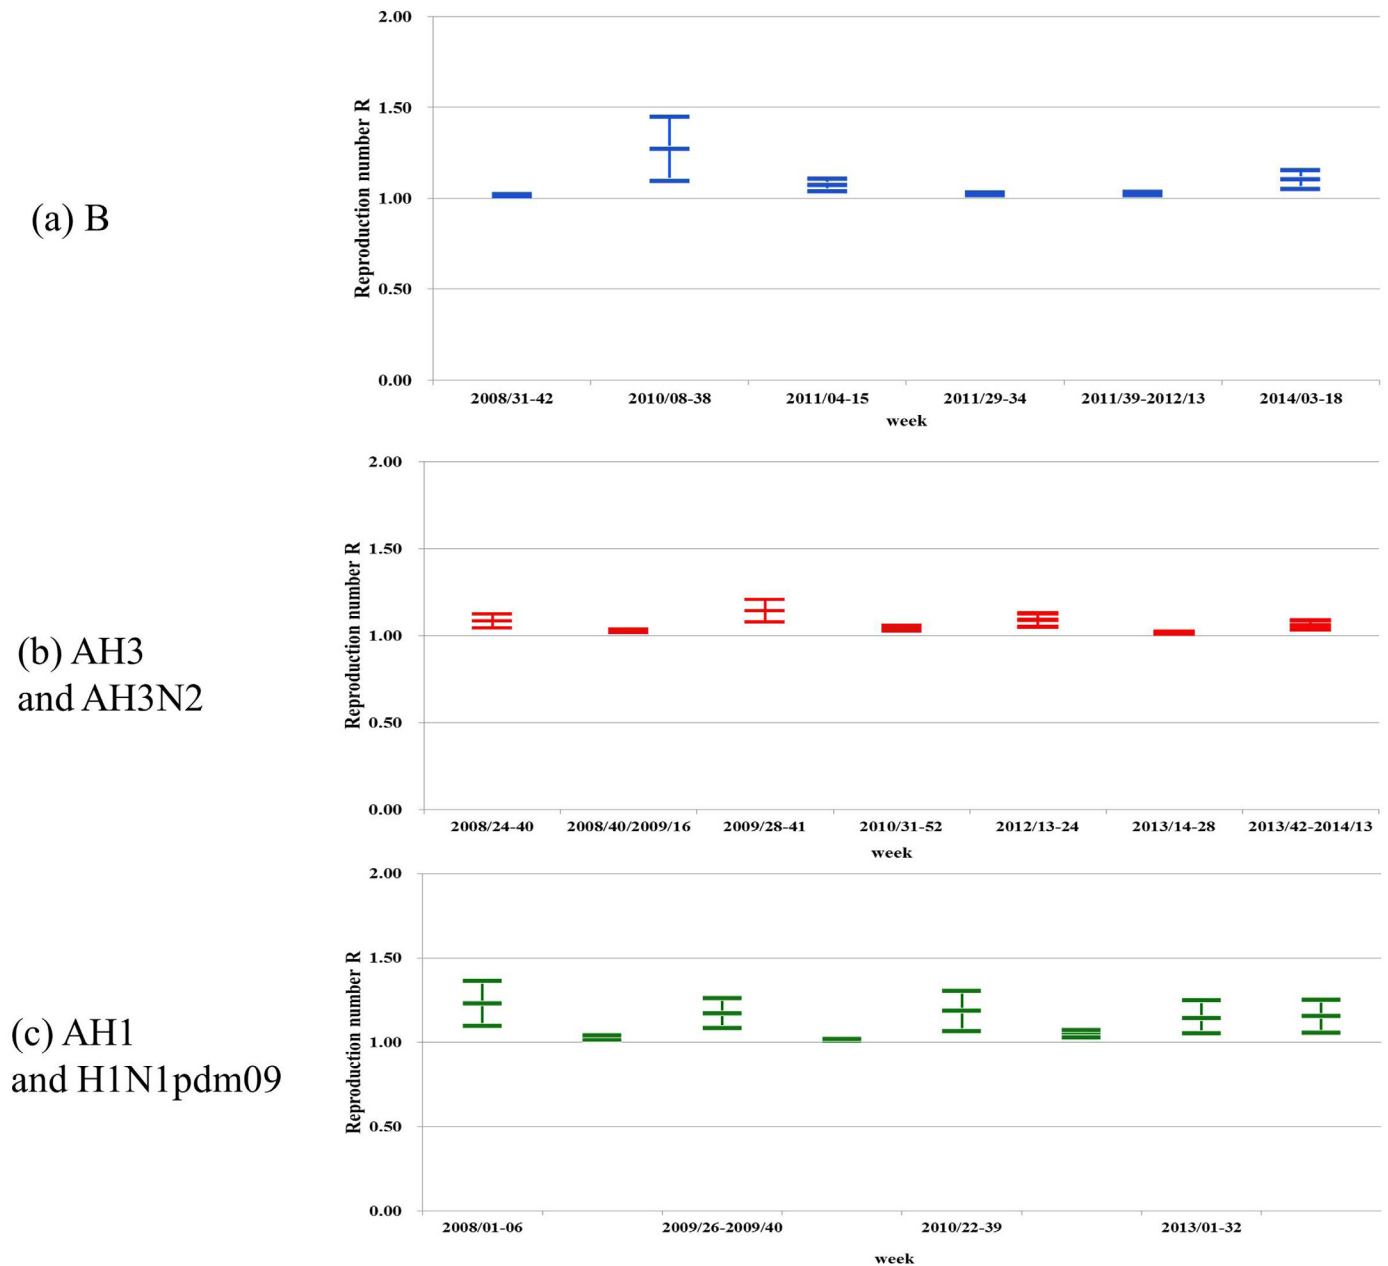 (a) B
Reproduction number R
2.00
1.50
1.00
0.50
0.00
2008/31-42 2010/08-38 2011/04-15 2011/29-34 2011/39-2012/13 2014/03-18
week
(b) AH3
and AH3N2
Reproduction number R
2.00
1.50
1.00
0.50
0.00
2008/24-40 2008/40/2009/16 2009/28-41 2010/31-52 2012/13-24 2013/14-28 2013/42-2014/13
week
(c) AH1
and H1N1pdm09
Reproduction number R
2.00
1.50
1.00
0.50
0.00
2008/01-06 2009/26-2009/40 2010/22-39 2013/01-32
week